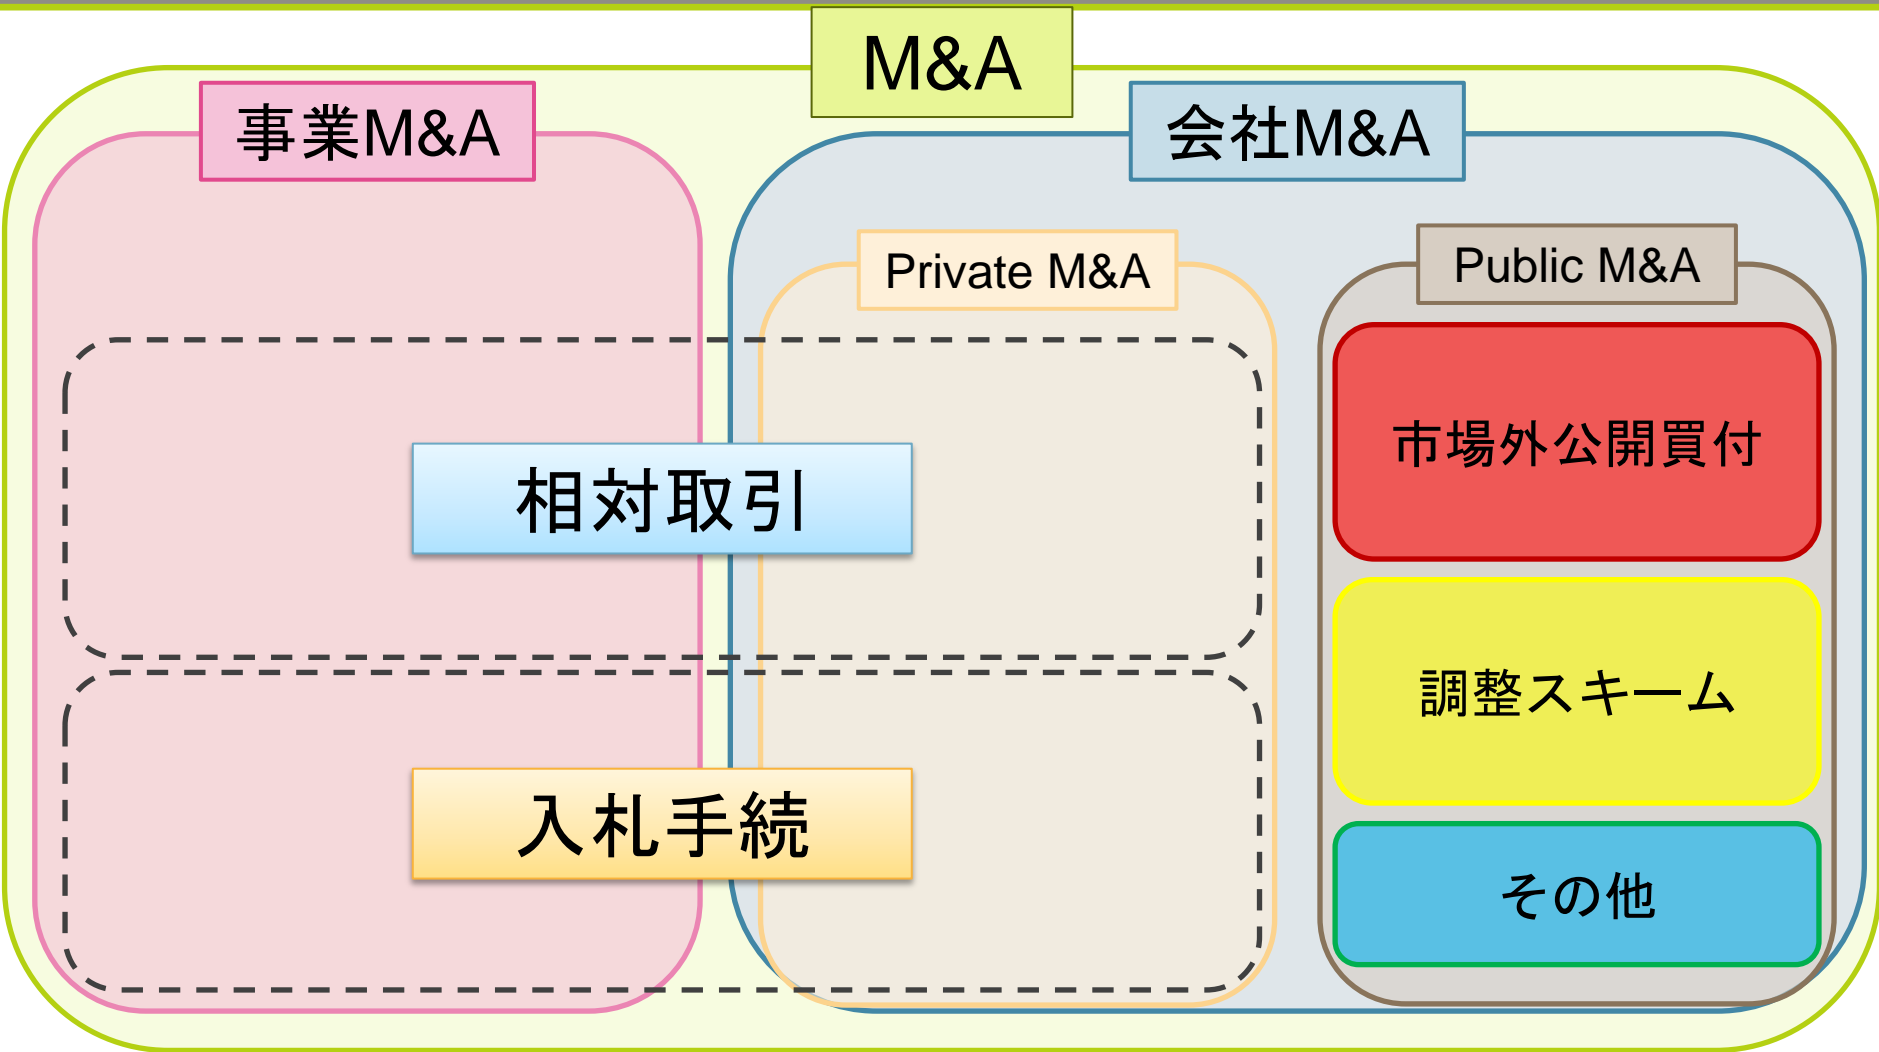 M&A
事業M&A
会社M&A
Private M&A
Public M&A
市場外公開買付
相対取引
調整スキーム
入札手続
その他